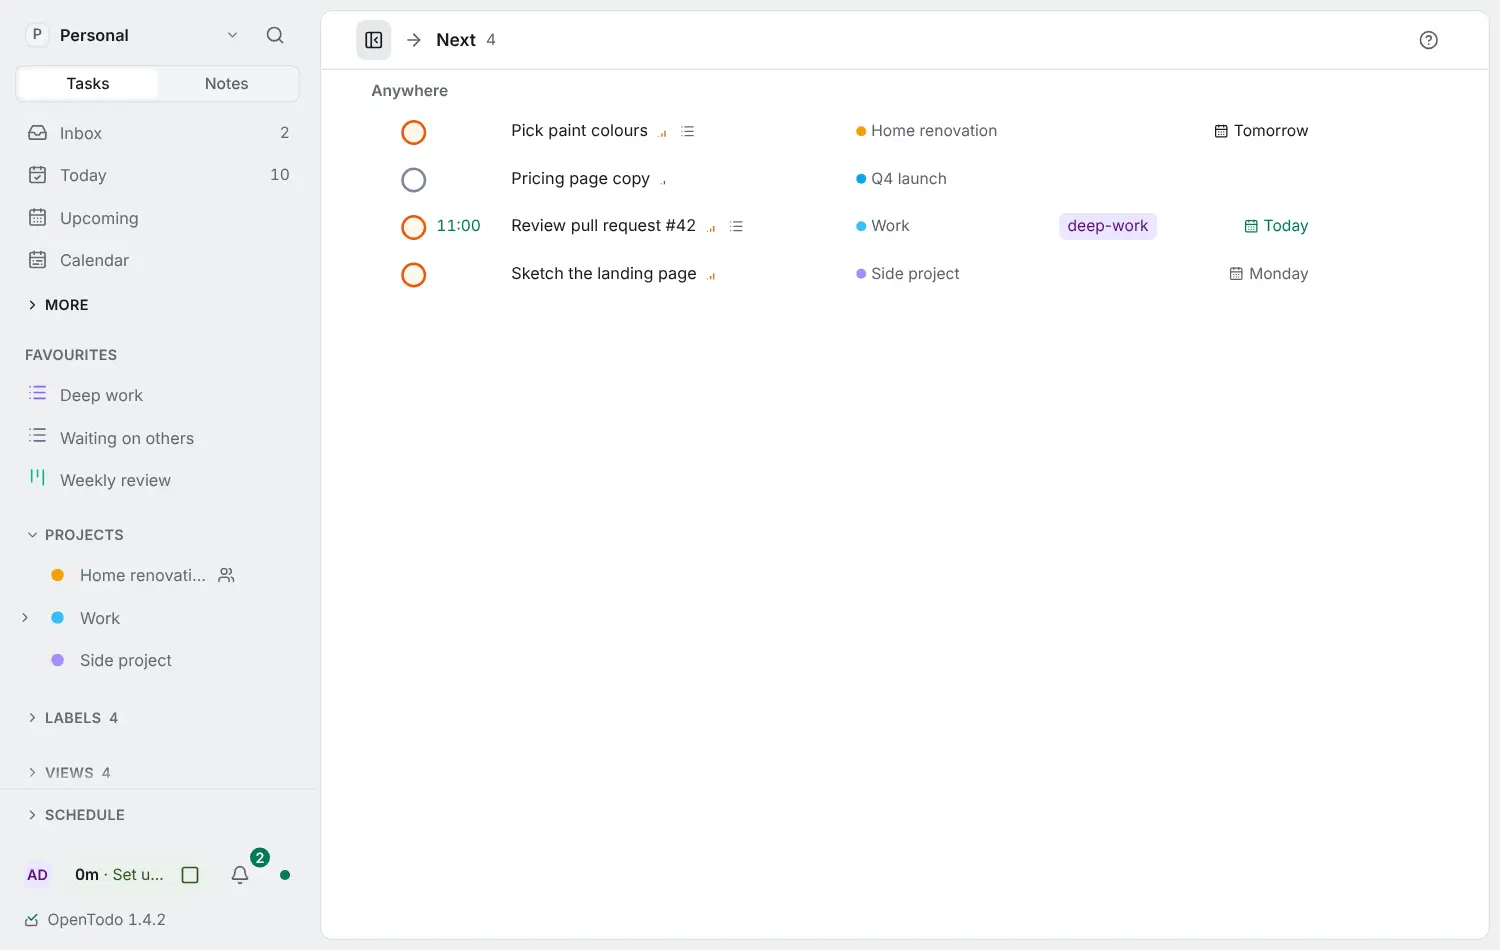 P Personal
Tasks Notes
Inbox 2
Today 10
Upcoming
Calendar
MORE
FAVOURITES
Deep work
Waiting on others
Weekly review
PROJECTS
Home renovati...
Work
Side project
LABELS 4
VIEWS 4
SCHEDULE
AD 0m · Set u... 2
OpenTodo 1.4.2
Next 4
Anywhere
Pick paint colours Home renovation Tomorrow
Pricing page copy Q4 launch
11:00 Review pull request #42 Work deep-work Today
Sketch the landing page Side project Monday